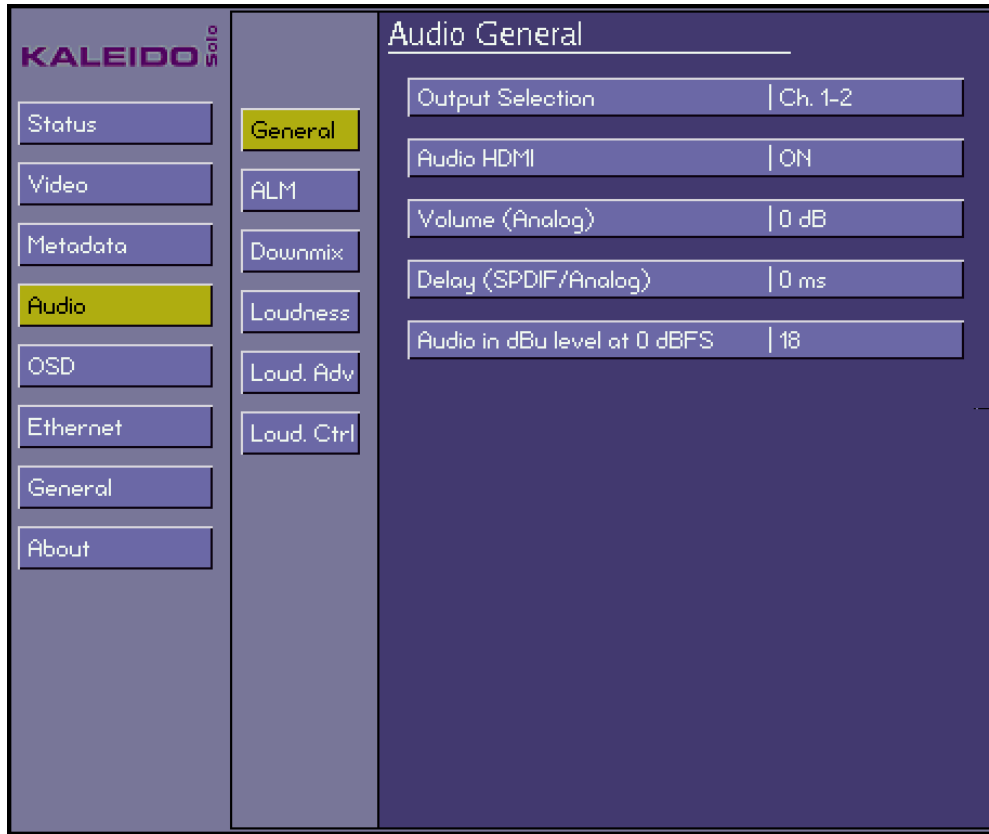 KALEIDO Solo
Status
Video
Metadata
Audio
OSD
Ethernet
General
About
General
ALM
Downmix
Loudness
Loud. Adv
Loud. Ctrl
Audio General
Output Selection | Ch. 1-2
Audio HDMI | ON
Volume (Analog) | 0 dB
Delay (SPDIF/Analog) | 0 ms
Audio in dBu level at 0 dBFS | 18